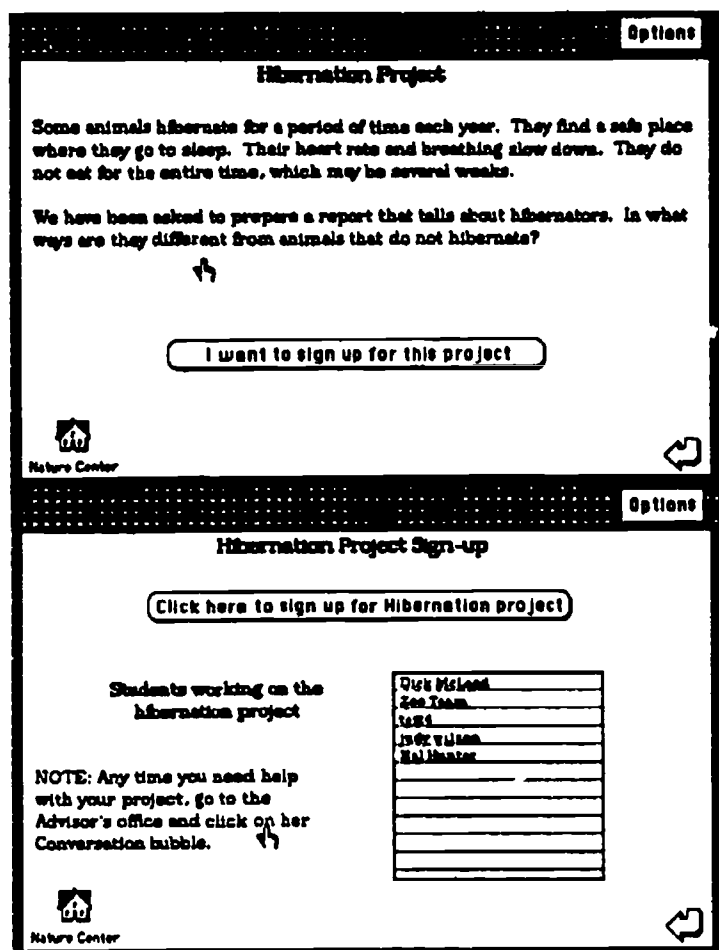 Options
Hibernation Project
Some animals hibernate for a period of time each year. They find a safe place
where they go to sleep. Their heart rate and breathing slow down. They do
not eat for the entire time, which may be several weeks.
We have been asked to prepare a report that tells about hibernators. In what
ways are they different from animals that do not hibernate?
I want to sign up for this project
Nature Center
Options
Hibernation Project Sign-up
Click here to sign up for Hibernation project
Students working on the
hibernation project
Dick McLeod
Zoo Team
judy wilson
Hal Hunter
NOTE: Any time you need help
with your project, go to the
Advisor's office and click on her
Conversation bubble.
Nature Center